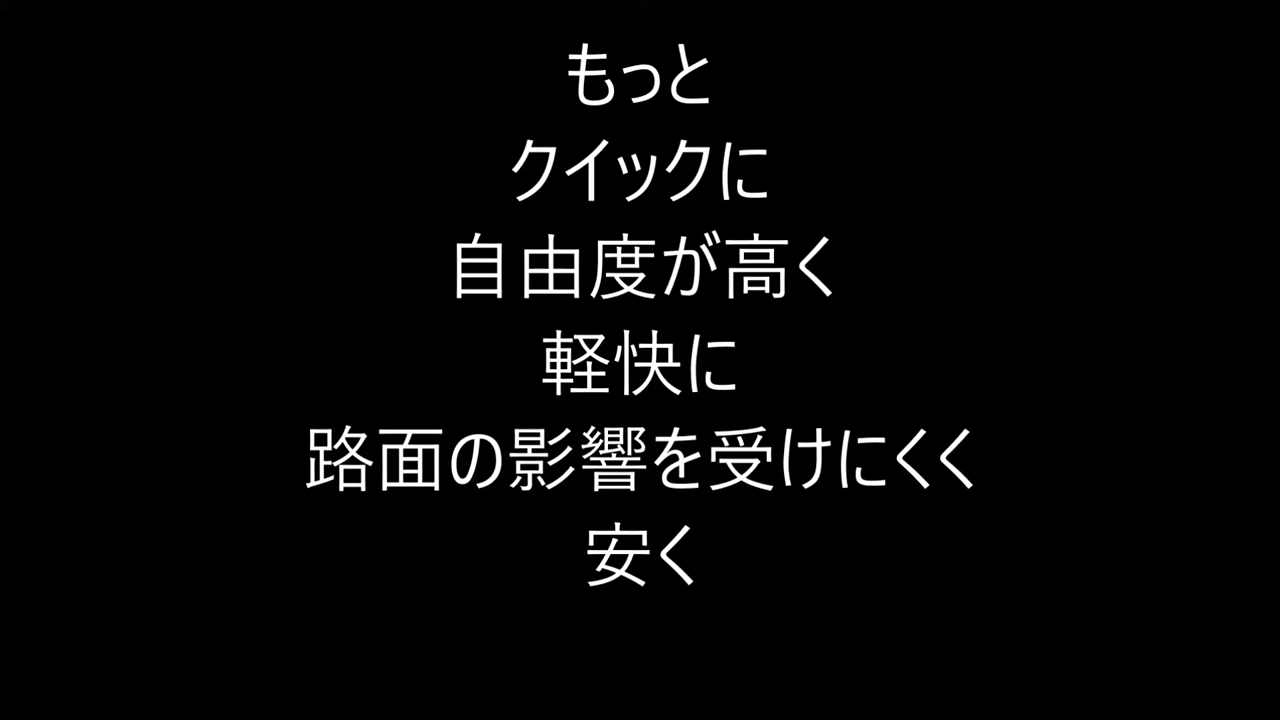 もっと
クイックに
自由度が高く
軽快に
路面の影響を受けにくく
安く